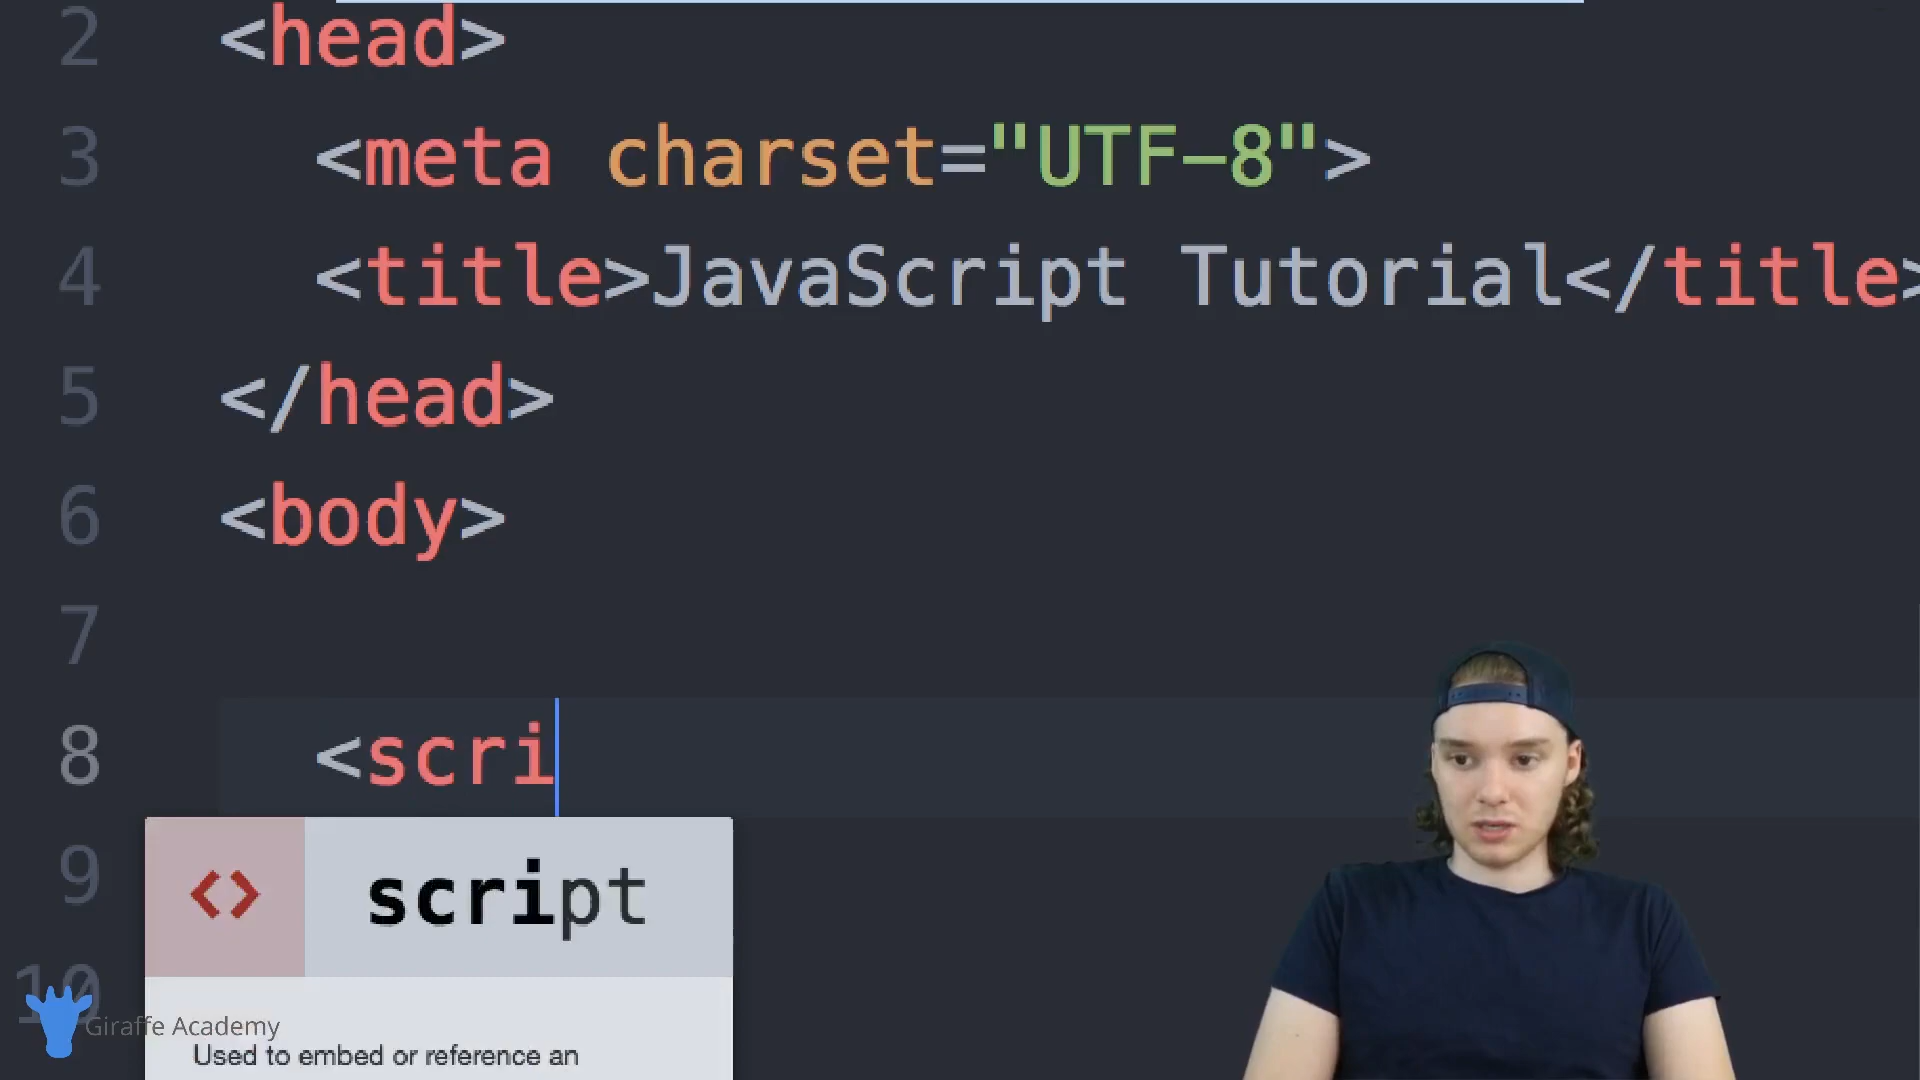 2 <head>
3 <meta charset="UTF-8">
4 <title>JavaScript Tutorial</title>
5 </head>
6 <body>
7
8 <scri
script
9
10
Giraffe Academy
Used to embed or reference an